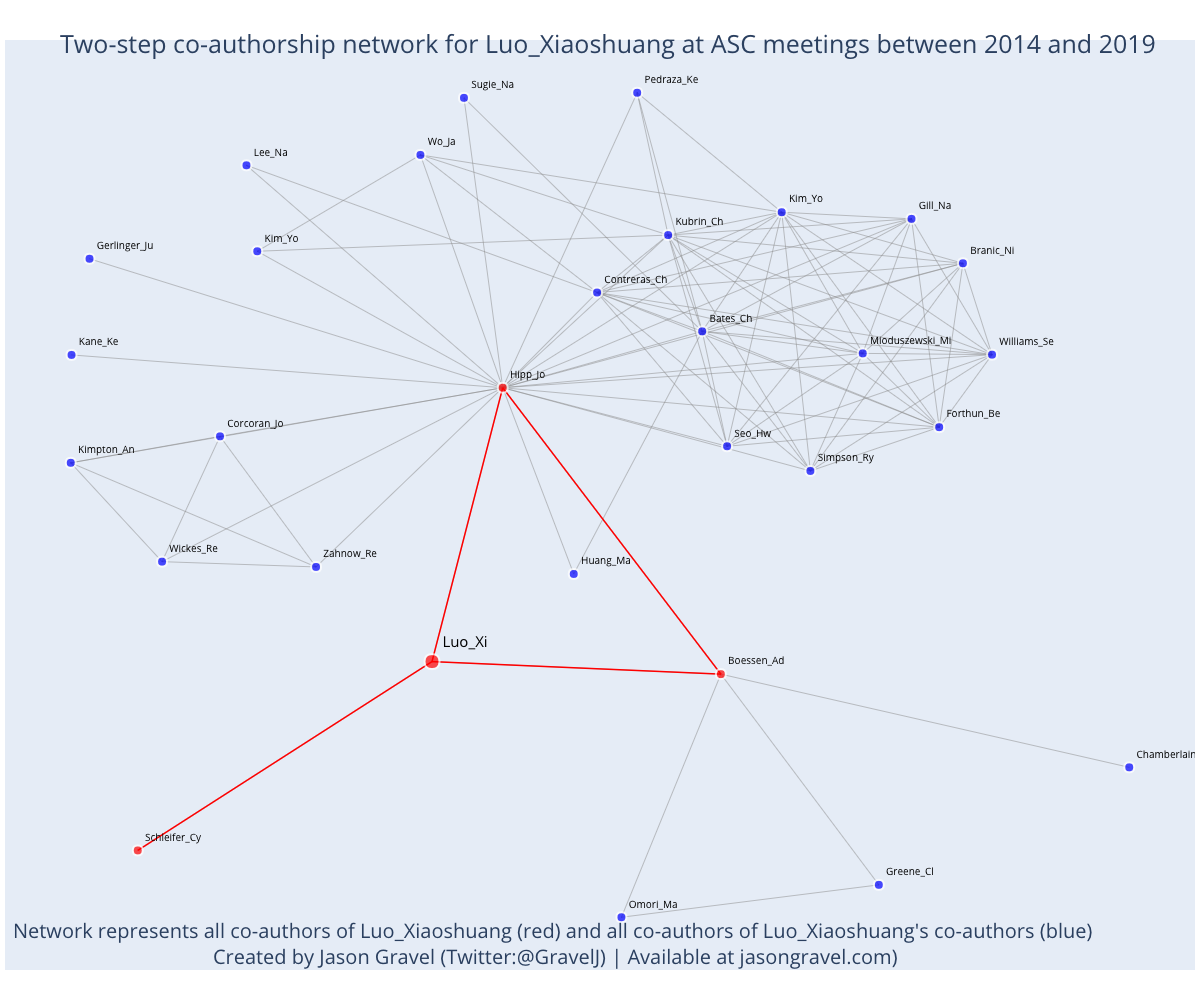 Two-step co-authorship network for Luo_Xiaoshuang at ASC meetings between 2014 and 2019
Sugie_Na
Pedraza_Ke
Wo_Ja
Lee_Na
Kim_Yo
Gill_Na
Kubrin_Ch
Kim_Yo
Gerlinger_Ju
Branic_Ni
Contreras_Ch
Bates_Ch
Kane_Ke
Mioduszewski_Mi
Williams_Se
Hipp_Jo
Forthun_Be
Corcoran_Jo
Seo_Hw
Kimpton_An
Simpson_Ry
Wickes_Re
Zahnow_Re
Huang_Ma
Luo_Xi
Boessen_Ad
Chamberlain
Schleifer_Cy
Greene_Cl
Omori_Ma
Network represents all co-authors of Luo_Xiaoshuang (red) and all co-authors of Luo_Xiaoshuang's co-authors (blue)
Created by Jason Gravel (Twitter:@GravelJ) | Available at jasongravel.com)